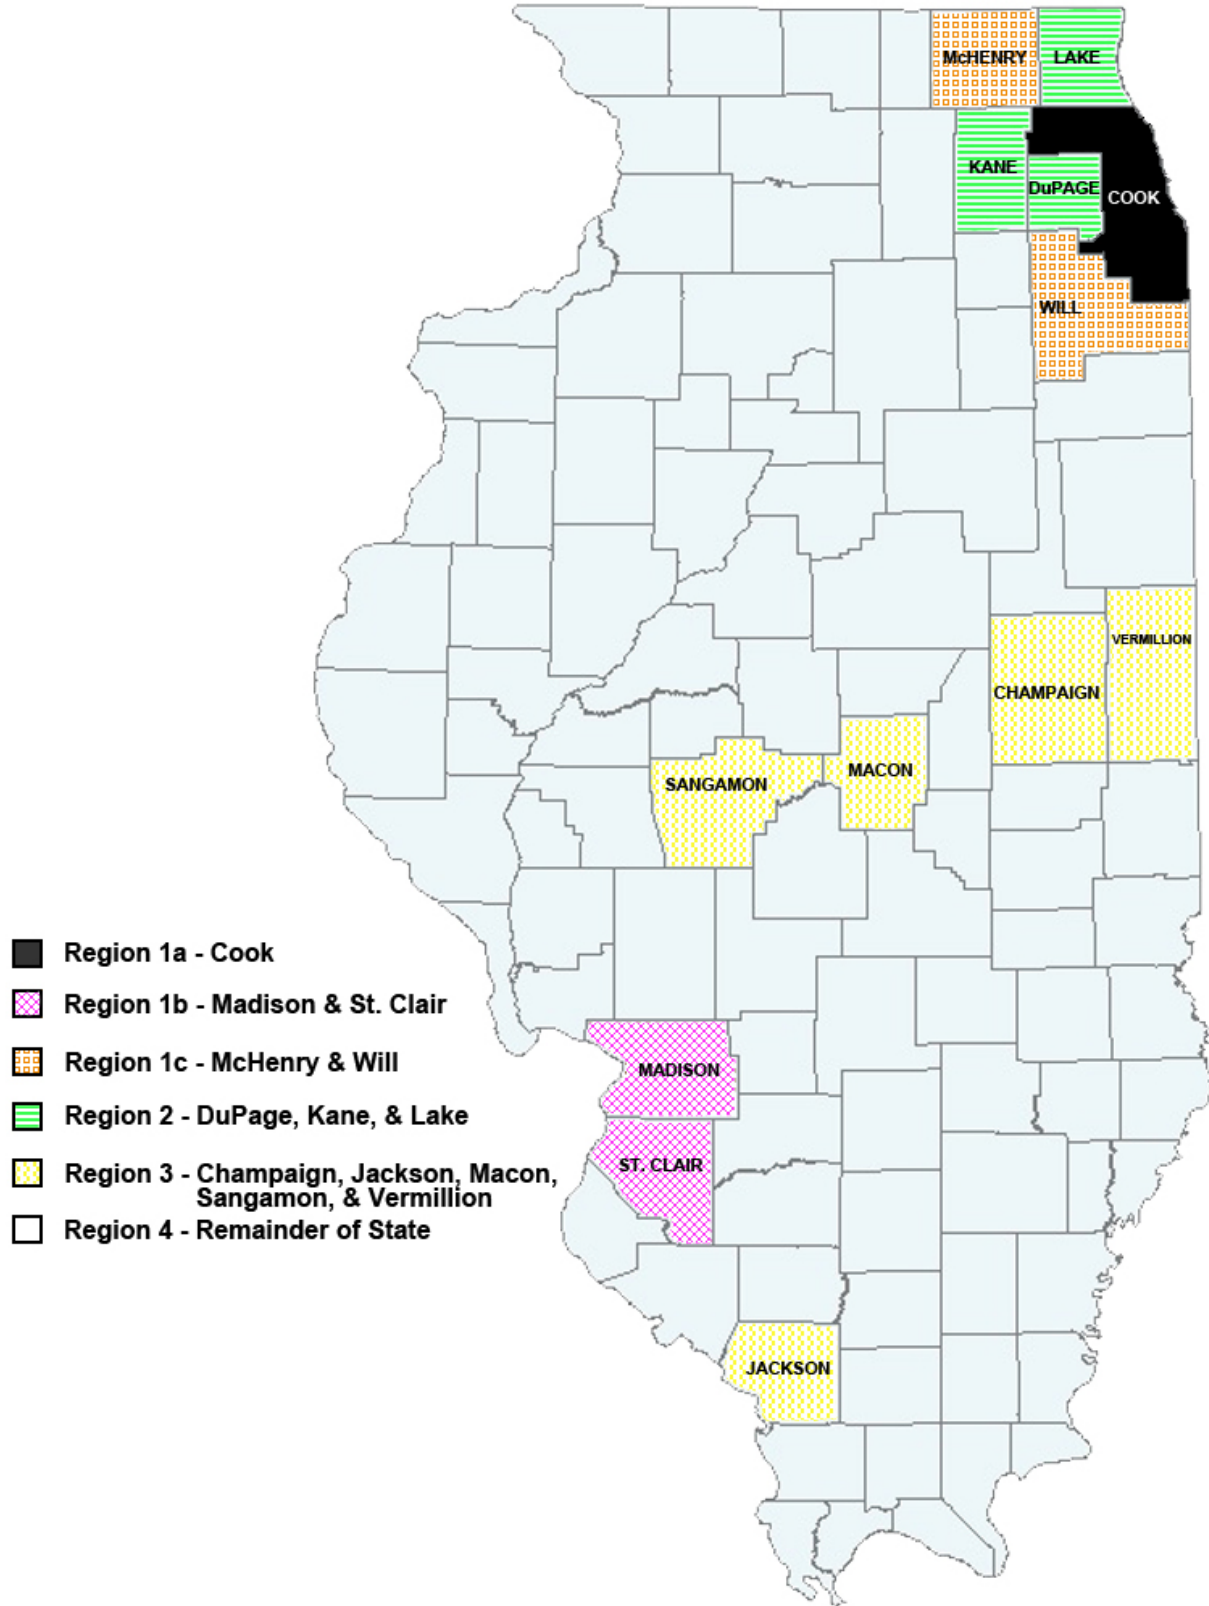 McHENRY
LAKE
KANE
DuPAGE
COOK
WILL
VERMILLION
CHAMPAIGN
MACON
SANGAMON
Region 1a - Cook
Region 1b - Madison & St. Clair
Region 1c - McHenry & Will
Region 2 - DuPage, Kane, & Lake
Region 3 - Champaign, Jackson, Macon,
Sangamon, & Vermillion
Region 4 - Remainder of State
MADISON
ST. CLAIR
JACKSON